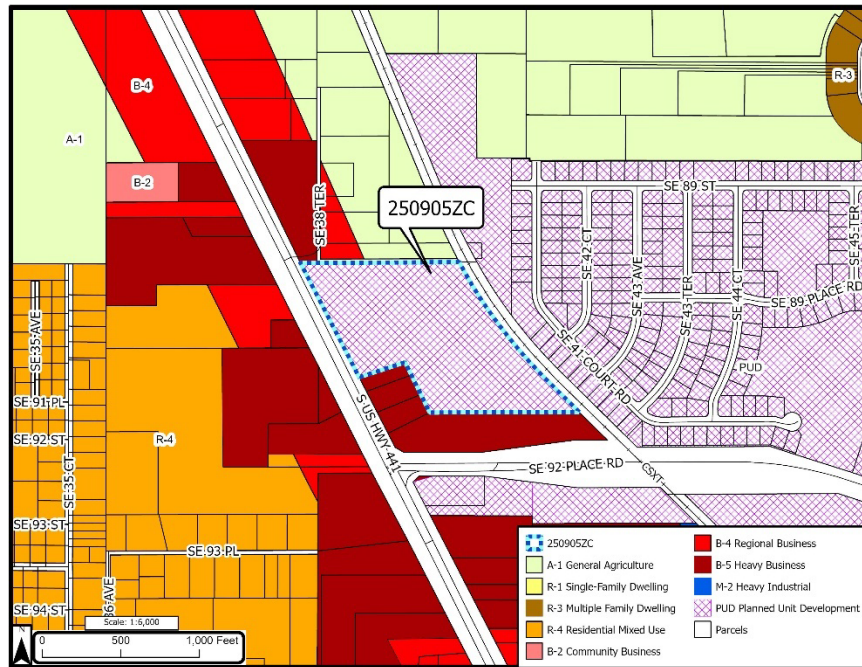 B-4
R-3
A-1
B-2
SE 38 TER
250905ZC
SE 89 ST
SE 42 CT
SE 43 AVE
SE 43 TER
SE 44 CT
SE 45 TER
SE 89 PLACE RD
SE 35 AVE
SE 41 COURT RD
PUD
SE 91 PL
SE 92 ST
SE 35 CT
R-4
S US HWY 441
SE 92 PLACE RD
CSXT
SE 93 ST
SE 93 PL
SE 94 ST
36 AVE
Scale: 1:6,000
N
0 500 1,000 Feet
250905ZC
A-1 General Agriculture
R-1 Single-Family Dwelling
R-3 Multiple Family Dwelling
R-4 Residential Mixed Use
B-2 Community Business
B-4 Regional Business
B-5 Heavy Business
M-2 Heavy Industrial
PUD Planned Unit Development
Parcels